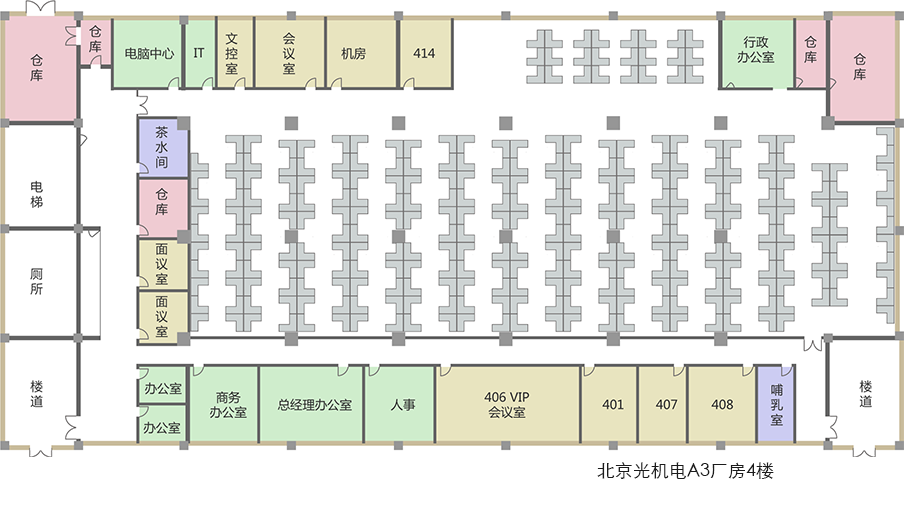 仓库
仓库
电脑中心
IT
文控室
会议室
机房
414
行政
办公室
仓库
仓库
茶水间
电梯
仓库
面议室
厕所
面议室
楼道
办公室
办公室
商务
办公室
总经理办公室
人事
406 VIP
会议室
401
407
408
哺乳室
楼道
北京光机电A3厂房4楼